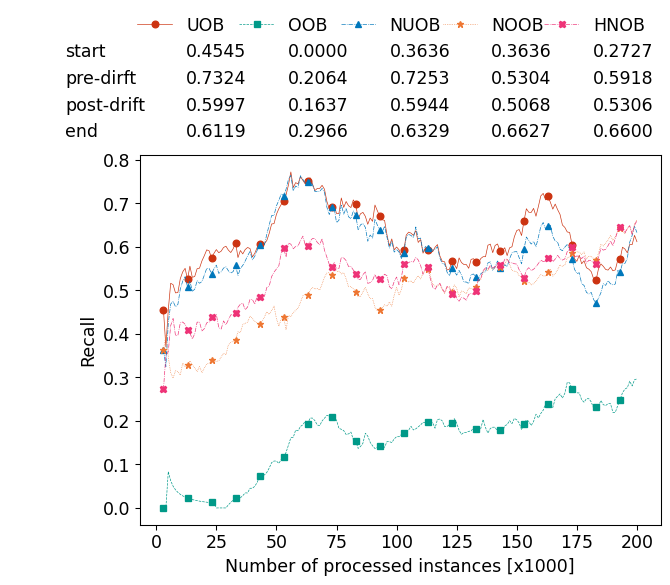 UOB OOB NUOB NOOB HNOB
start 0.4545 0.0000 0.3636 0.3636 0.2727
pre-dirft 0.7324 0.2064 0.7253 0.5304 0.5918
post-drift 0.5997 0.1637 0.5944 0.5068 0.5306
end 0.6119 0.2966 0.6329 0.6627 0.6600
0.8
0.7
0.6
0.5
0.4
0.3
0.2
0.1
0.0
Recall
0 25 50 75 100 125 150 175 200
Number of processed instances [x1000]